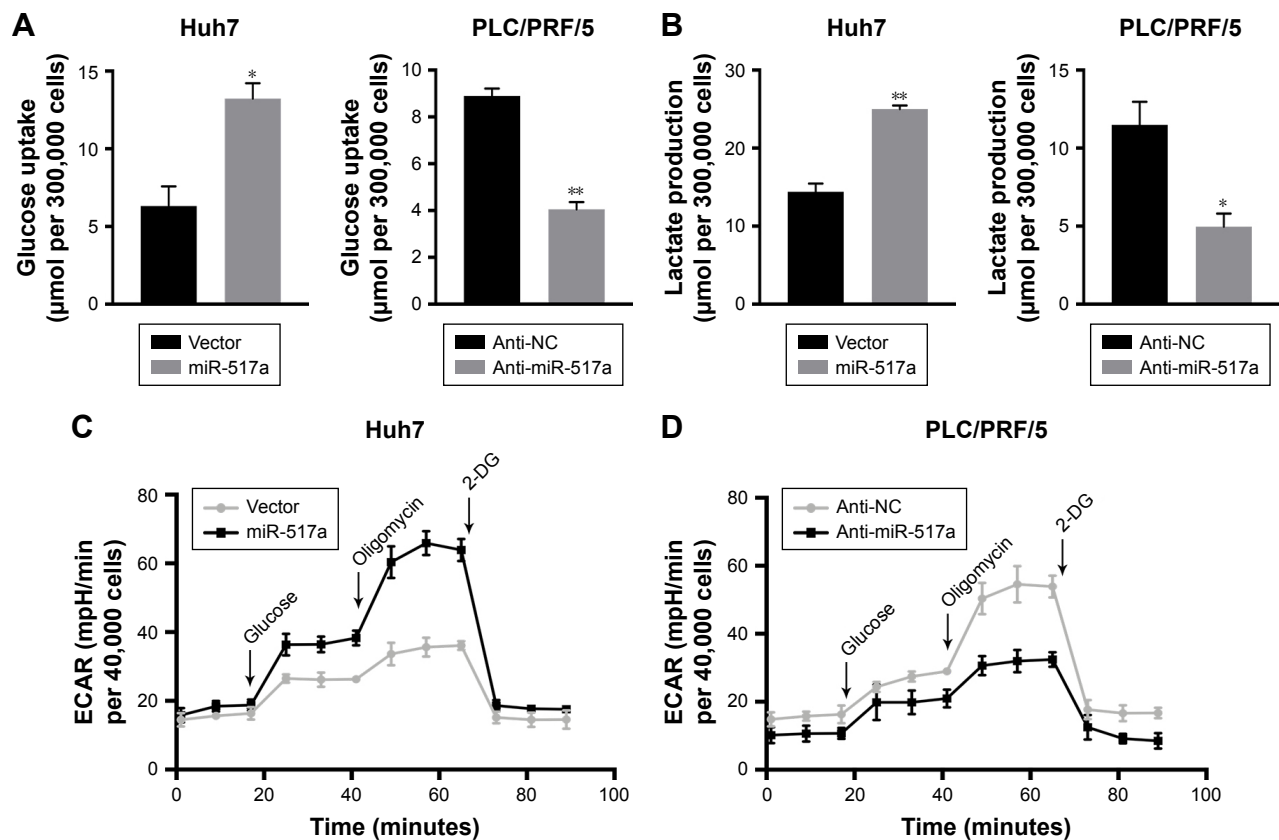 A
Huh7
Glucose uptake
(µmol per 300,000 cells)
15
10
5
0
*
Vector
miR-517a
PLC/PRF/5
Glucose uptake
(µmol per 300,000 cells)
10
8
6
4
2
0
**
Anti-NC
Anti-miR-517a
B
Huh7
Lactate production
(µmol per 300,000 cells)
30
20
10
0
**
Vector
miR-517a
PLC/PRF/5
Lactate production
(µmol per 300,000 cells)
15
10
5
0
*
Anti-NC
Anti-miR-517a
C
Huh7
ECAR (mpH/min
per 40,000 cells)
80
60
40
20
0
Vector
miR-517a
Glucose
Oligomycin
2-DG
0 20 40 60 80 100
Time (minutes)
D
PLC/PRF/5
ECAR (mpH/min
per 40,000 cells)
80
60
40
20
0
Anti-NC
Anti-miR-517a
Glucose
Oligomycin
2-DG
0 20 40 60 80 100
Time (minutes)